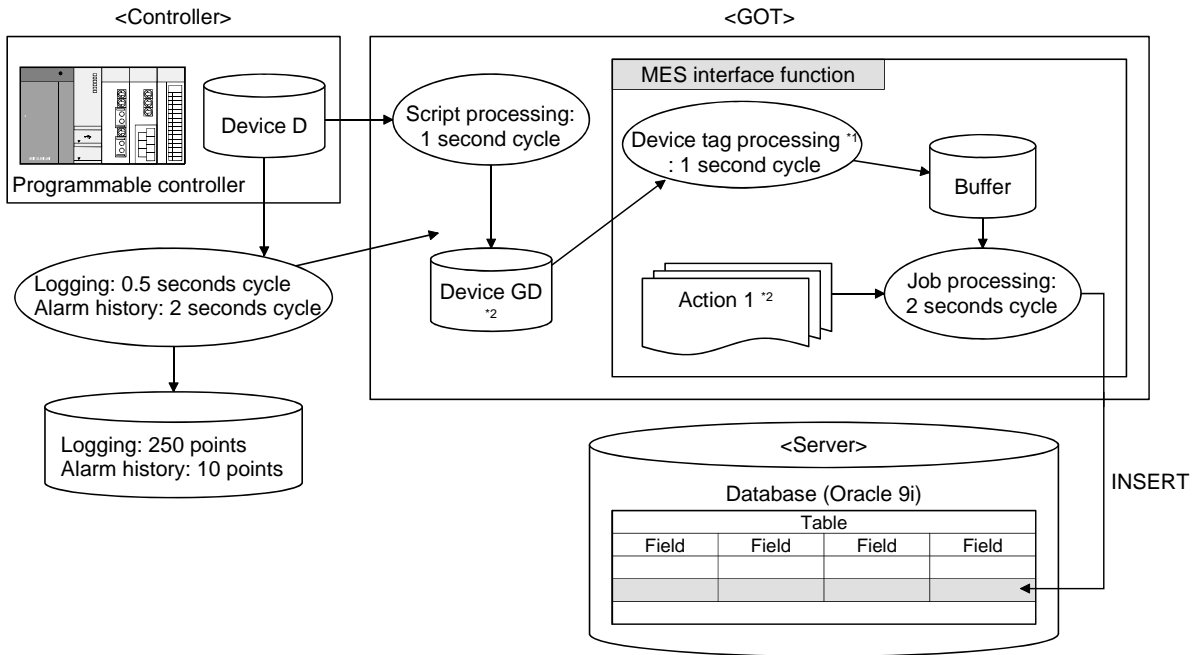 <Controller>
Device D
Programmable controller
Logging: 0.5 seconds cycle
Alarm history: 2 seconds cycle
Logging: 250 points
Alarm history: 10 points
<GOT>
Script processing:
1 second cycle
Device GD
*2
MES interface function
Device tag processing *1
: 1 second cycle
Buffer
Action 1 *2
Job processing:
2 seconds cycle
INSERT
<Server>
Database (Oracle 9i)
Table
Field Field Field Field